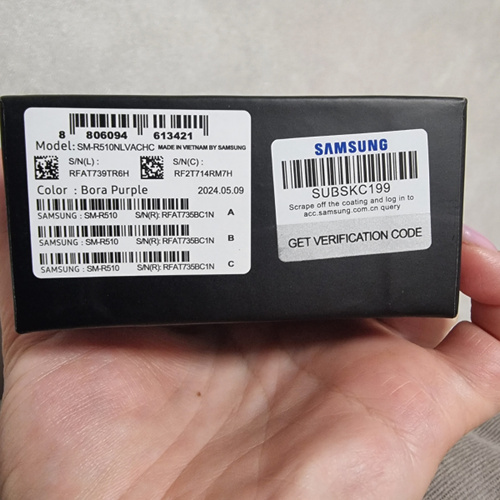 8 806094 613421
Model: SM-R510NLVACHC MADE IN VIETNAM BY SAMSUNG
S/N(L) : S/N(C) :
RFAT739TR6H RF2T714RM7H
Color : Bora Purple 2024.05.09
SAMSUNG : SM-R510 S/N(R): RFAT735BC1N A
SAMSUNG : SM-R510 S/N(R): RFAT735BC1N B
SAMSUNG : SM-R510 S/N(R): RFAT735BC1N C
SAMSUNG
SUBSKC199
Scrape off the coating and log in to
acc.samsung.com.cn query
GET VERIFICATION CODE